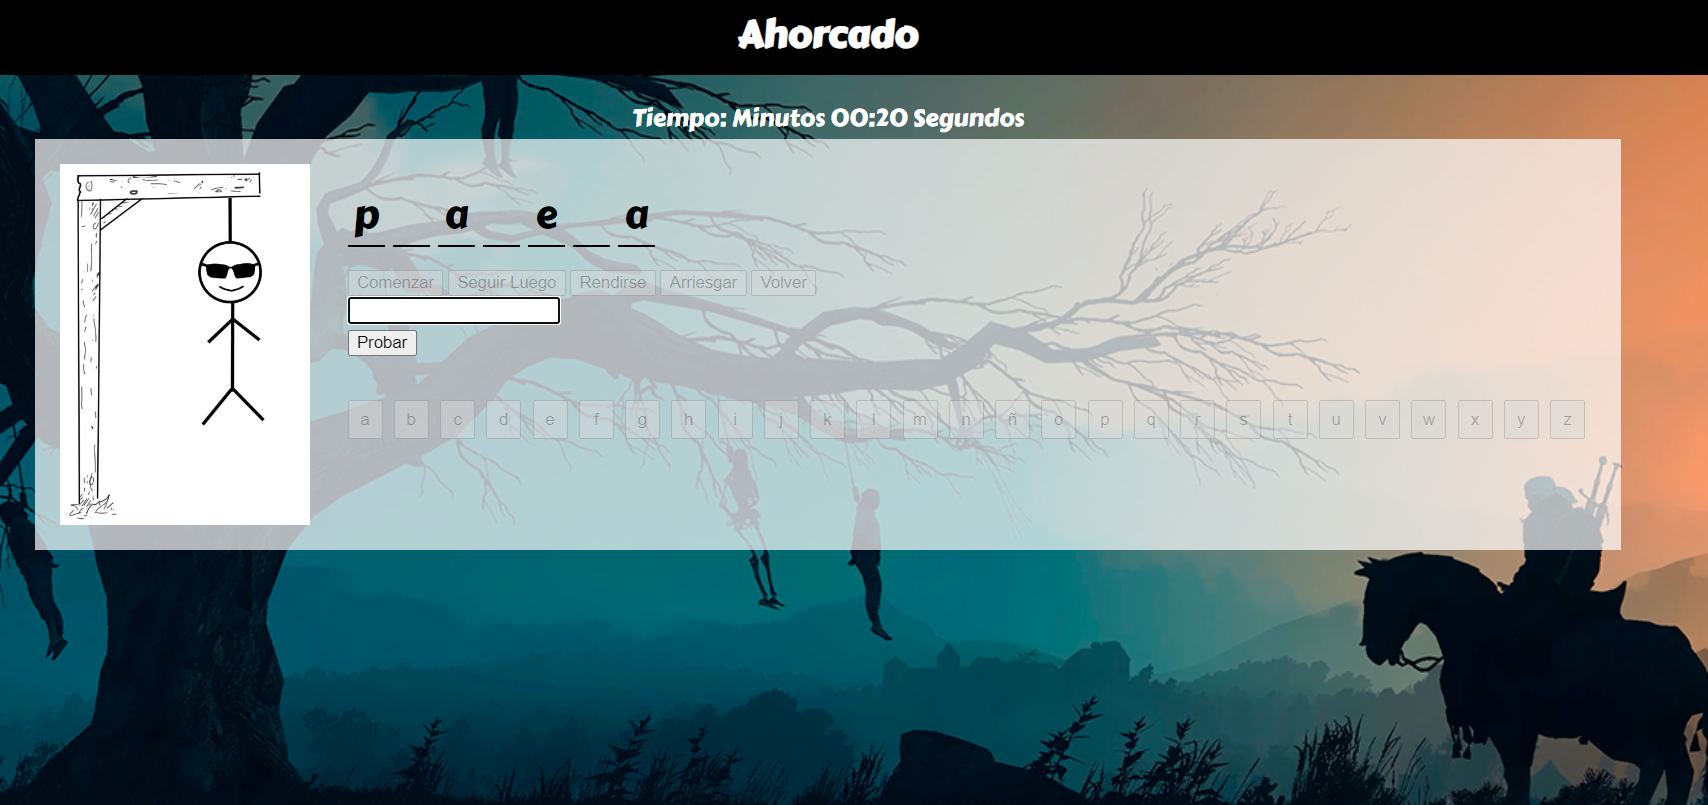 Ahorcado
Tiempo: Minutos 00:20 Segundos
p _ a _ e _ a
Comenzar Seguir Luego Rendirse Arriesgar Volver
Probar
a b c d e f g h i j k l m n ñ o p q r s t u v w x y z